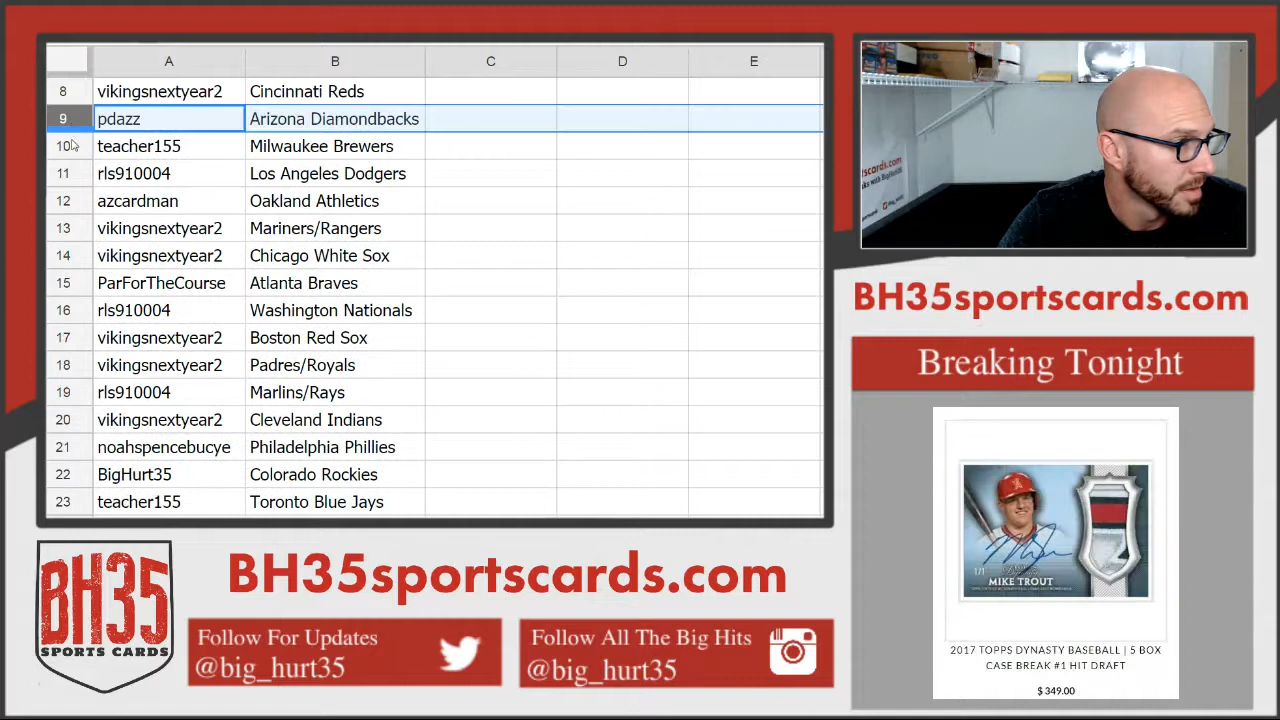 A B C D E
8 vikingsnextyear2 Cincinnati Reds
9 pdazz Arizona Diamondbacks
10 teacher155 Milwaukee Brewers
11 rls910004 Los Angeles Dodgers
12 azcardman Oakland Athletics
13 vikingsnextyear2 Mariners/Rangers
14 vikingsnextyear2 Chicago White Sox
15 ParForTheCourse Atlanta Braves
16 rls910004 Washington Nationals
17 vikingsnextyear2 Boston Red Sox
18 vikingsnextyear2 Padres/Royals
19 rls910004 Marlins/Rays
20 vikingsnextyear2 Cleveland Indians
21 noahspencebucye Philadelphia Phillies
22 BigHurt35 Colorado Rockies
23 teacher155 Toronto Blue Jays
BH35sportscards.com
Breaking Tonight
1/1
MIKE TROUT
2017 TOPPS DYNASTY BASEBALL | 5 BOX
CASE BREAK #1 HIT DRAFT
$ 349.00
BH35
SPORTS CARDS
BH35sportscards.com
Follow For Updates
@big_hurt35
Follow All The Big Hits
@big_hurt35